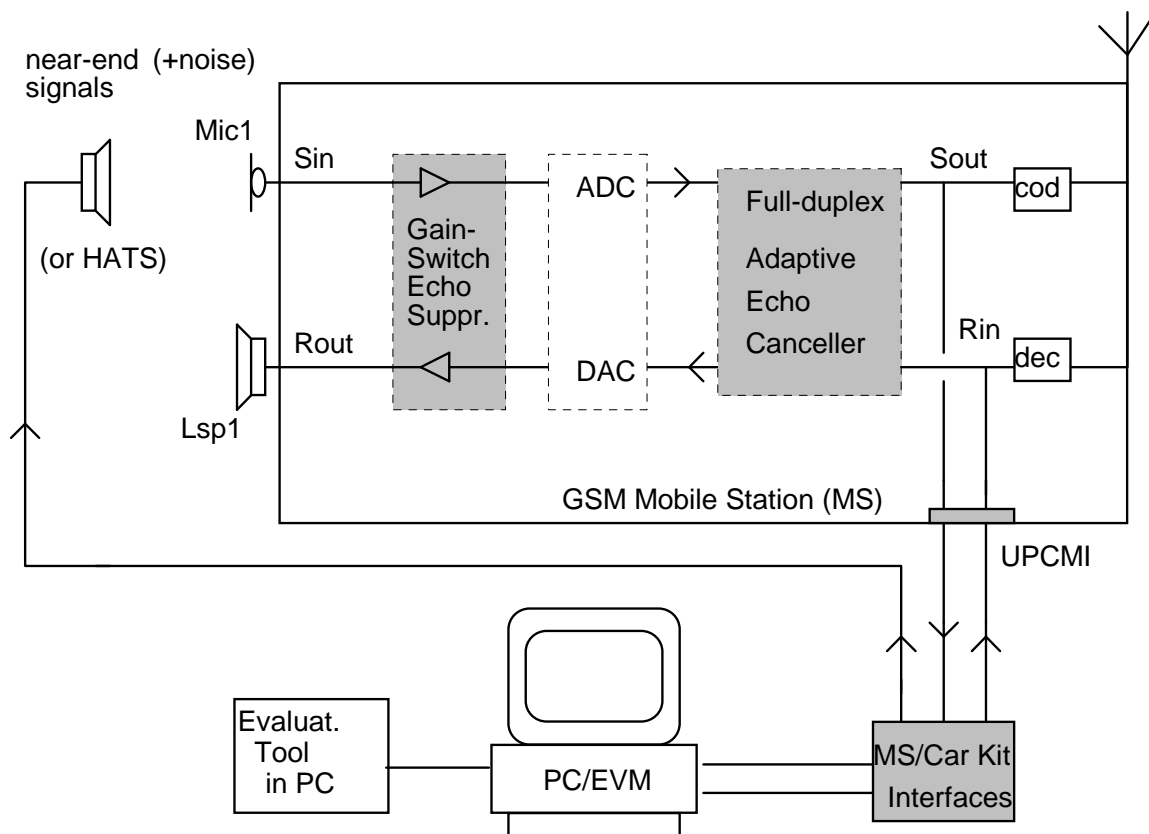 near-end (+noise)
signals
Mic1
Sin
Sout
ADC
cod
Full-duplex
Adaptive
Echo
Canceller
(or HATS)
Gain-
Switch
Echo
Suppr.
Rout
Rin
DAC
dec
Lsp1
GSM Mobile Station (MS)
UPCMI
Evaluat.
Tool
in PC
PC/EVM
MS/Car Kit
Interfaces